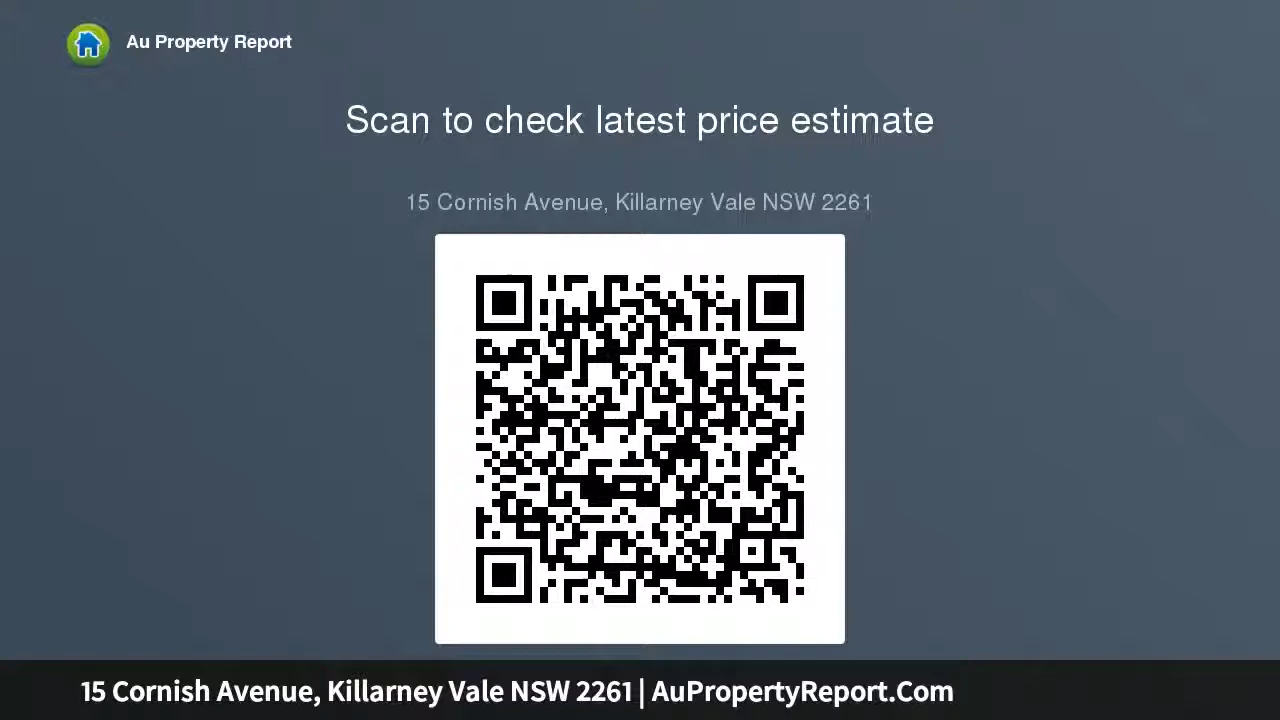 Au Property Report
Scan to check latest price estimate
15 Cornish Avenue, Killarney Vale NSW 2261
15 Cornish Avenue, Killarney Vale NSW 2261 | AuPropertyReport.Com